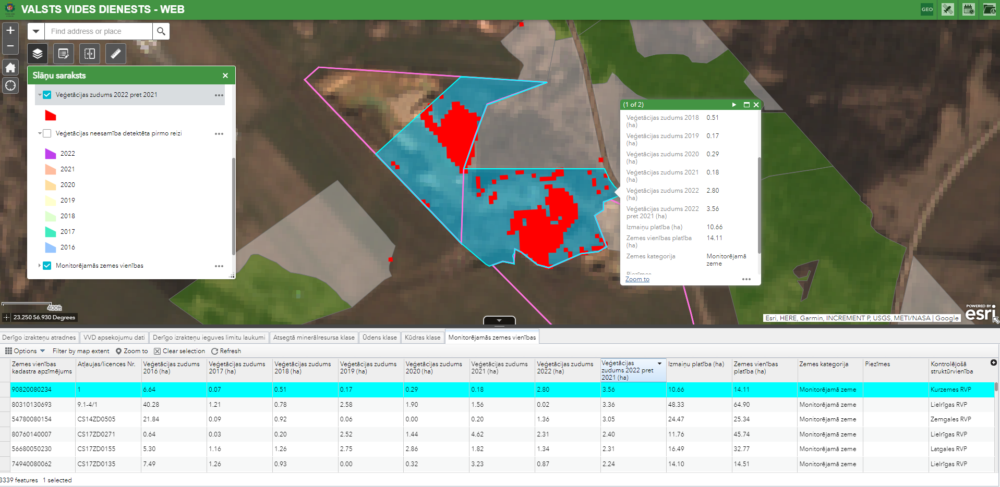 VALSTS VIDES DIENESTS - WEB
GEO
Find address or place
Slāņu saraksts
Veģetācijas zudums 2022 pret 2021
Veģetācijas neesamība detektēta pirmo reizi
2022
2021
2020
2019
2018
2017
2016
Monitorējamās zemes vienības
(1 of 2)
Veģetācijas zudums 2018 (ha) 0.51
Veģetācijas zudums 2019 (ha) 0.17
Veģetācijas zudums 2020 (ha) 0.29
Veģetācijas zudums 2021 (ha) 0.18
Veģetācijas zudums 2022 (ha) 2.80
Veģetācijas zudums 2022 pret 2021 (ha) 3.56
Izmaiņu platība (ha) 10.66
Zemes vienības platība (ha) 14.11
Zemes kategorija Monitorējamā zeme
Piezīmes
Zoom to
400ft
23.250 56.930 Degrees
Esri, HERE, Garmin, INCREMENT P, USGS, METI/NASA | Google
POWERED BY
esri
Derīgo izrakteņu atradnes VVD apsekojumu dati Derīgo izrakteņu ieguves limitu laukumi Atsegtā minerālresursa klase Ūdens klase Kūdras klase Monitorējamās zemes vienības
Options Filter by map extent Zoom to Clear selection Refresh
Zemes vienības kadastra apzīmējums Atļaujas/licences Nr. Veģetācijas zudums 2016 (ha) Veģetācijas zudums 2017 (ha) Veģetācijas zudums 2018 (ha) Veģetācijas zudums 2019 (ha) Veģetācijas zudums 2020 (ha) Veģetācijas zudums 2021 (ha) Veģetācijas zudums 2022 (ha) Veģetācijas zudums 2022 pret 2021 (ha) Izmaiņu platība (ha) Zemes vienības platība (ha) Zemes kategorija Piezīmes Kontrolējošā struktūrvienība
90820080234 1 6.64 0.07 0.51 0.17 0.29 0.18 2.80 3.56 10.66 14.11 Monitorējamā zeme Kurzemes RVP
80310130693 9.1-4/1 40.28 1.21 0.78 2.58 1.90 1.56 0.02 3.36 48.33 64.90 Monitorējamā zeme Lielrīgas RVP
54780080154 CS14ZD0505 21.84 0.09 0.92 0.06 0.00 0.20 1.36 3.05 24.47 25.34 Monitorējamā zeme Zemgales RVP
80760140007 CS17ZD0271 0.64 0.03 0.20 2.52 1.44 4.62 2.31 2.40 11.76 45.74 Monitorējamā zeme Lielrīgas RVP
56680050230 CS17ZD0155 5.30 1.16 1.26 2.75 2.86 1.82 1.34 2.31 16.49 32.77 Monitorējamā zeme Latgales RVP
74940080062 CS17ZD0135 7.49 1.26 0.93 0.00 0.32 3.23 0.87 2.24 14.10 14.51 Monitorējamā zeme Lielrīgas RVP
3339 features 1 selected